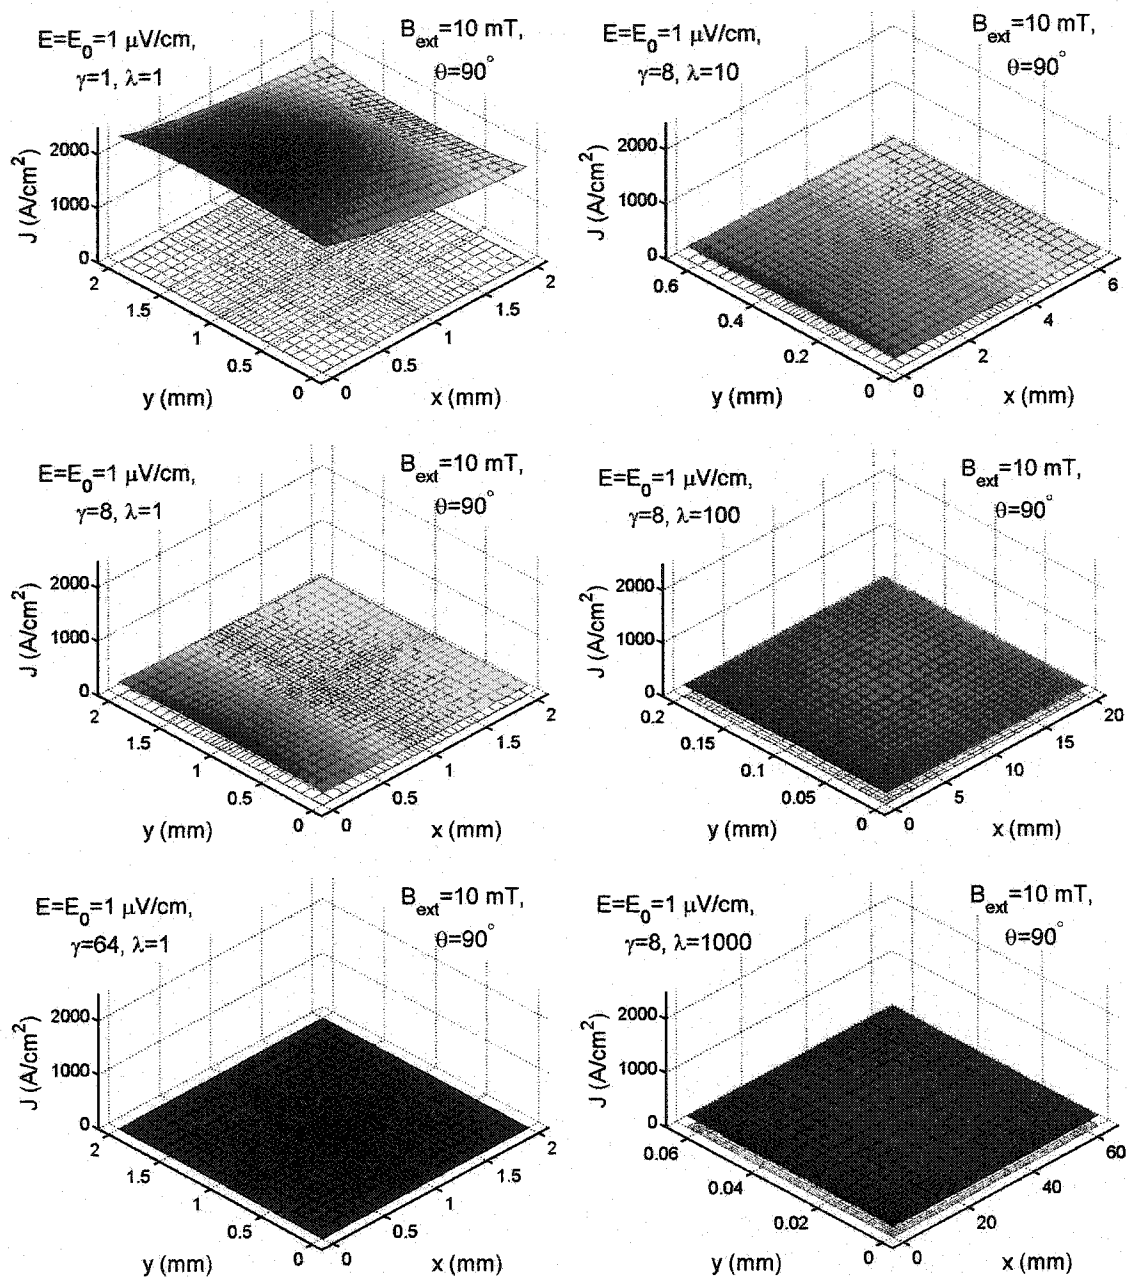 E=E0=1 μV/cm,
γ=1, λ=1
Bext=10 mT,
θ=90°
J (A/cm²)
2000
1000
0
2
1.5
1
0.5
0
y (mm)
0
0.5
1
1.5
2
x (mm)
E=E0=1 μV/cm,
γ=8, λ=10
Bext=10 mT,
θ=90°
J (A/cm²)
2000
1000
0
0.6
0.4
0.2
0
y (mm)
0
2
4
6
x (mm)
E=E0=1 μV/cm,
γ=8, λ=1
Bext=10 mT,
θ=90°
J (A/cm²)
2000
1000
0
2
1.5
1
0.5
0
y (mm)
0
0.5
1
1.5
2
x (mm)
E=E0=1 μV/cm,
γ=8, λ=100
Bext=10 mT,
θ=90°
J (A/cm²)
2000
1000
0
0.2
0.15
0.1
0.05
0
y (mm)
0
5
10
15
20
x (mm)
E=E0=1 μV/cm,
γ=64, λ=1
Bext=10 mT,
θ=90°
J (A/cm²)
2000
1000
0
2
1.5
1
0.5
0
y (mm)
0
0.5
1
1.5
2
x (mm)
E=E0=1 μV/cm,
γ=8, λ=1000
Bext=10 mT,
θ=90°
J (A/cm²)
2000
1000
0
0.06
0.04
0.02
0
y (mm)
0
20
40
60
x (mm)